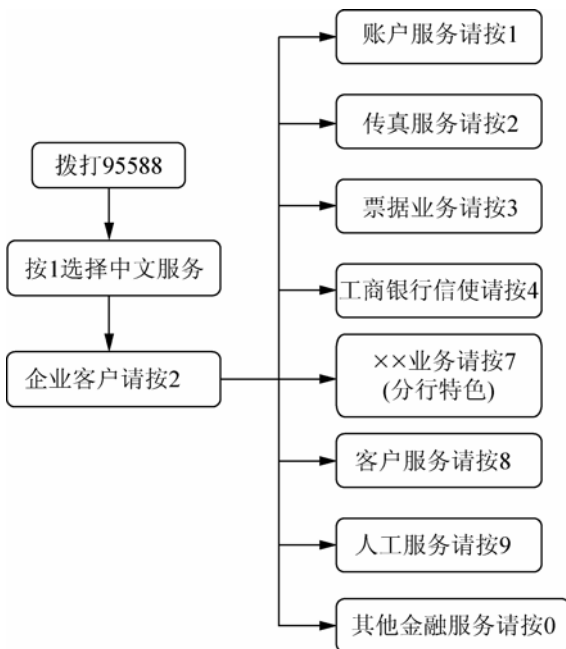 拨打95588
按1选择中文服务
企业客户请按2
账户服务请按1
传真服务请按2
票据业务请按3
工商银行信使请按4
××业务请按7
(分行特色)
客户服务请按8
人工服务请按9
其他金融服务请按0